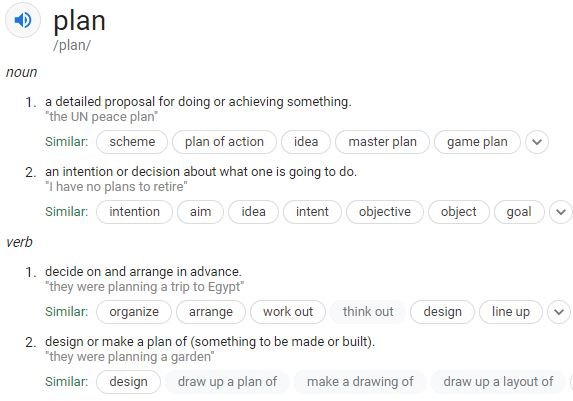 plan
/plan/
noun
1. a detailed proposal for doing or achieving something.
"the UN peace plan"
Similar: scheme plan of action idea master plan game plan
2. an intention or decision about what one is going to do.
"I have no plans to retire"
Similar: intention aim idea intent objective object goal
verb
1. decide on and arrange in advance.
"they were planning a trip to Egypt"
Similar: organize arrange work out think out design line up
2. design or make a plan of (something to be made or built).
"they were planning a garden"
Similar: design draw up a plan of make a drawing of draw up a layout of